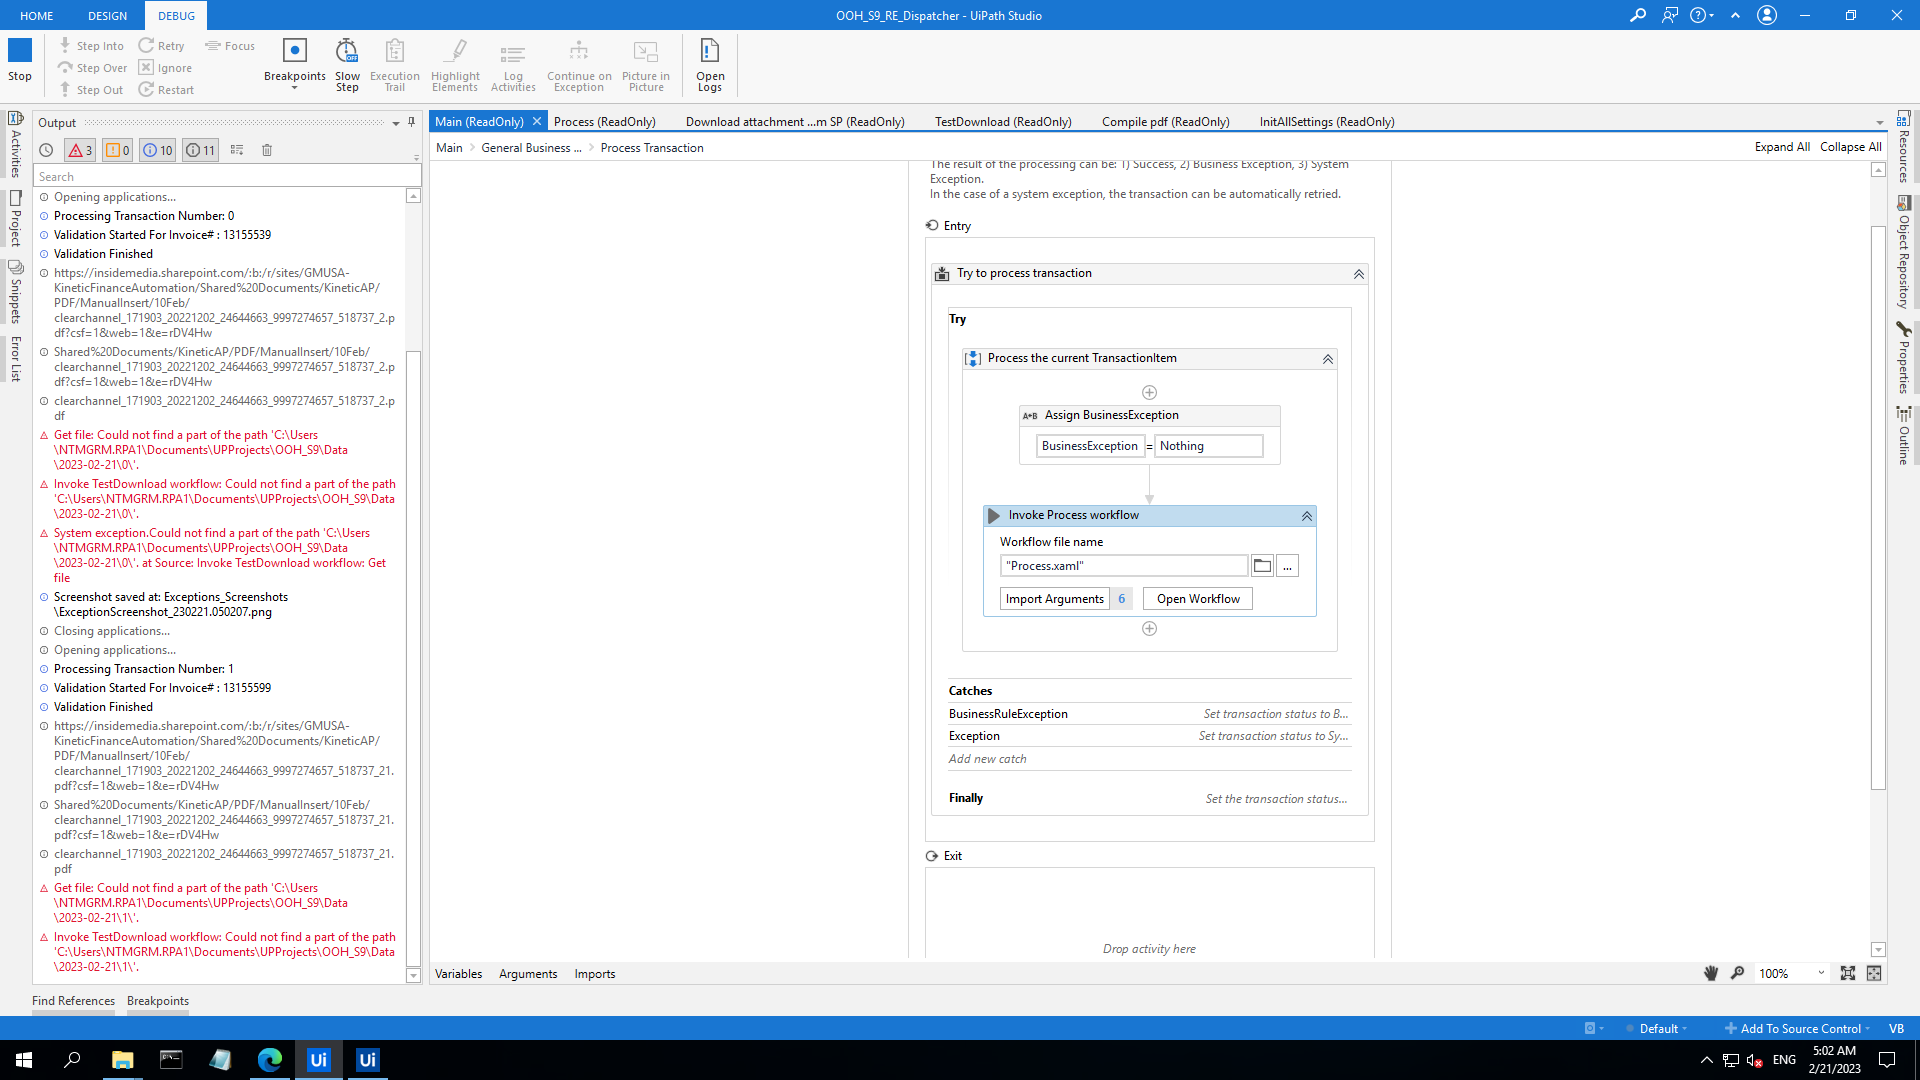 HOME DESIGN DEBUG
OOH_S9_RE_Dispatcher - UiPath Studio
Stop
Step Into Retry Focus
Step Over Ignore
Step Out Restart
Breakpoints
Slow
Step
Execution
Trail
Highlight
Elements
Log
Activities
Continue on
Exception
Picture in
Picture
Open
Logs
Activities
Project
Snippets
Error List
Output
3 0 10 11
Search
Opening applications...
Processing Transaction Number: 0
Validation Started For Invoice# : 13155539
Validation Finished
https://insidemedia.sharepoint.com/:b:/r/sites/GMUSA-
KineticFinanceAutomation/Shared%20Documents/KineticAP/
PDF/ManualInsert/10Feb/
clearchannel_171903_20221202_24644663_9997274657_518737_2.p
df?csf=1&web=1&e=rDV4Hw
Shared%20Documents/KineticAP/PDF/ManualInsert/10Feb/
clearchannel_171903_20221202_24644663_9997274657_518737_2.p
df?csf=1&web=1&e=rDV4Hw
clearchannel_171903_20221202_24644663_9997274657_518737_2.p
df
Get file: Could not find a part of the path 'C:\Users
\NTMGRM.RPA1\Documents\UPProjects\OOH_S9\Data
\2023-02-21\0\'.
Invoke TestDownload workflow: Could not find a part of the path
'C:\Users\NTMGRM.RPA1\Documents\UPProjects\OOH_S9\Data
\2023-02-21\0\'.
System exception.Could not find a part of the path 'C:\Users
\NTMGRM.RPA1\Documents\UPProjects\OOH_S9\Data
\2023-02-21\0\'. at Source: Invoke TestDownload workflow: Get
file
Screenshot saved at: Exceptions_Screenshots
\ExceptionScreenshot_230221.050207.png
Closing applications...
Opening applications...
Processing Transaction Number: 1
Validation Started For Invoice# : 13155599
Validation Finished
https://insidemedia.sharepoint.com/:b:/r/sites/GMUSA-
KineticFinanceAutomation/Shared%20Documents/KineticAP/
PDF/ManualInsert/10Feb/
clearchannel_171903_20221202_24644663_9997274657_518737_21.
pdf?csf=1&web=1&e=rDV4Hw
Shared%20Documents/KineticAP/PDF/ManualInsert/10Feb/
clearchannel_171903_20221202_24644663_9997274657_518737_21.
pdf?csf=1&web=1&e=rDV4Hw
clearchannel_171903_20221202_24644663_9997274657_518737_21.
pdf
Get file: Could not find a part of the path 'C:\Users
\NTMGRM.RPA1\Documents\UPProjects\OOH_S9\Data
\2023-02-21\1\'.
Invoke TestDownload workflow: Could not find a part of the path
'C:\Users\NTMGRM.RPA1\Documents\UPProjects\OOH_S9\Data
\2023-02-21\1\'.
Find References Breakpoints
Main (ReadOnly) Process (ReadOnly) Download attachment ...m SP (ReadOnly) TestDownload (ReadOnly) Compile pdf (ReadOnly) InitAllSettings (ReadOnly)
Main > General Business ... > Process Transaction
Expand All Collapse All
The result of the processing can be: 1) Success, 2) Business Exception, 3) System
Exception.
In the case of a system exception, the transaction can be automatically retried.
Entry
Try to process transaction
Try
Process the current TransactionItem
A+B Assign BusinessException
BusinessException = Nothing
Invoke Process workflow
Workflow file name
"Process.xaml" ...
Import Arguments 6 Open Workflow
Catches
BusinessRuleException Set transaction status to B...
Exception Set transaction status to Sy...
Add new catch
Finally Set the transaction status...
Exit
Drop activity here
Variables Arguments Imports
100%
Resources
Object Repository
Properties
Outline
Default Add To Source Control VB
Ui Ui
ENG
5:02 AM
2/21/2023